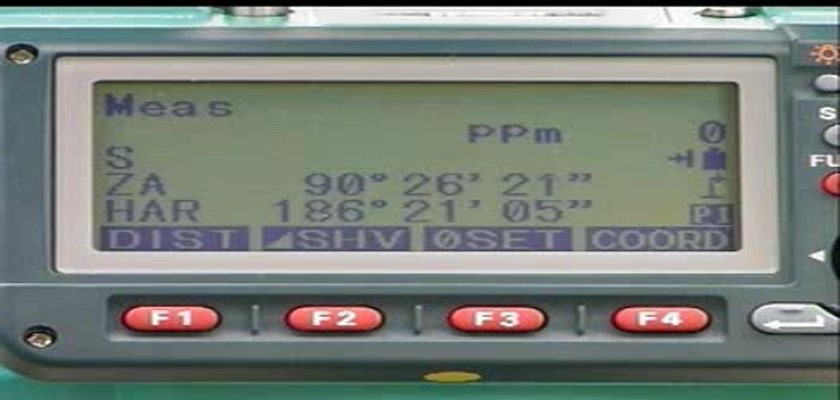 Meas
ppm 0
S
ZA 90° 26' 21"
HAR 186° 21' 05"
P1
DIST ◢SHV 0SET COORD
F1 F2 F3 F4